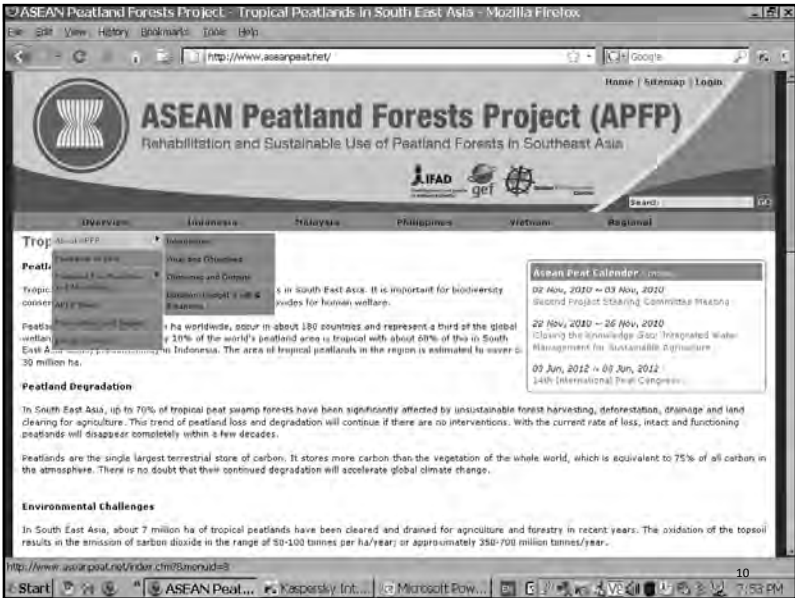 ASEAN Peatland Forests Project - Tropical Peatlands in South East Asia - Mozilla Firefox
File Edit View History Bookmarks Tools Help
http://www.aseanpeat.net/
Google
Home | Sitemap | Login
ASEAN Peatland Forests Project (APFP)
Rehabilitation and Sustainable Use of Peatland Forests in Southeast Asia
IFAD
gef
Search:
GO
Overview Indonesia Malaysia Philippines Vietnam Regional
Trop
About APFP
Goal and Objectives
Outcomes and Outputs
Peatla
Tropic s in South East Asia. It is important for biodiversity
conser vides for human welfare.
Peatla n ha worldwide, occur in about 180 countries and represent a third of the global
wetlan y 10% of the world's peatland area is tropical with about 60% of this in South
East A in Indonesia. The area of tropical peatlands in the region is estimated to cover
30 million ha.
Asean Peat Calender
02 Nov, 2010 ~ 03 Nov, 2010
Second Project Steering Committee Meeting
22 Nov, 2010 ~ 26 Nov, 2010
Closing the Knowledge Gap: Integrated Water
Management for Sustainable Agriculture
03 Jun, 2012 ~ 08 Jun, 2012
14th International Peat Congress
Peatland Degradation
In South East Asia, up to 70% of tropical peat swamp forests have been significantly affected by unsustainable forest harvesting, deforestation, drainage and land
clearing for agriculture. This trend of peatland loss and degradation will continue if there are no interventions. With the current rate of loss, intact and functioning
peatlands will disappear completely within a few decades.
Peatlands are the single largest terrestrial store of carbon. It stores more carbon than the vegetation of the whole world, which is equivalent to 75% of all carbon in
the atmosphere. There is no doubt that their continued degradation will accelerate global climate change.
Environmental Challenges
In South East Asia, about 7 million ha of tropical peatlands have been cleared and drained for agriculture and forestry in recent years. The oxidation of the topsoil
results in the emission of carbon dioxide in the range of 50-100 tonnes per ha/year; or approximately 350-700 million tonnes/year.
http://www.aseanpeat.net/index.cfm?&menuid=8
10
Start ASEAN Peat... Kaspersky Int... Microsoft Pow... 7:53 PM